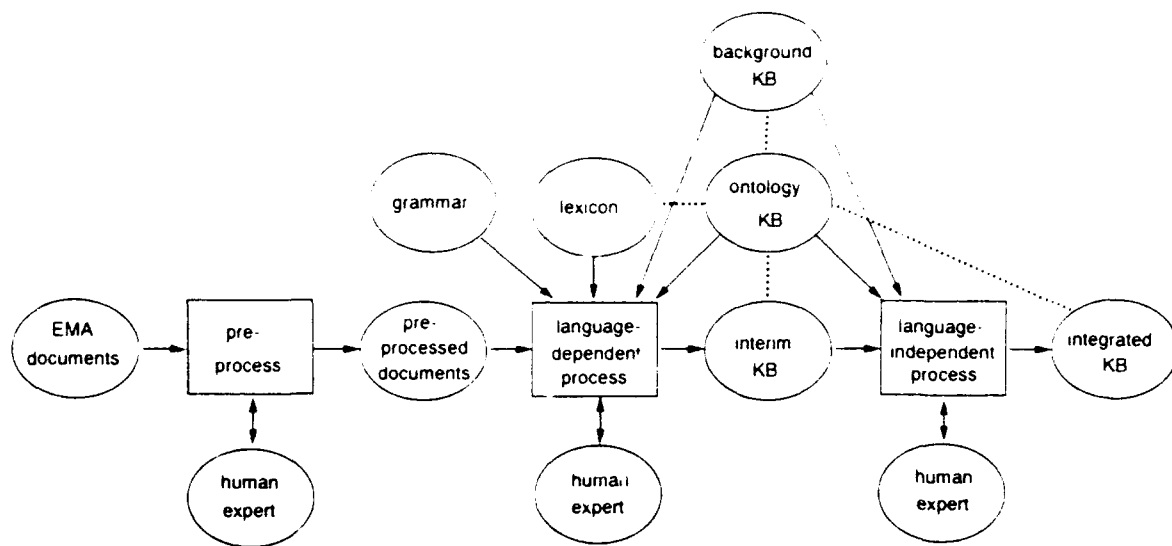 background
KB
grammar
lexicon
ontology
KB
EMA
documents
pre-
process
pre-
processed
documents
language-
dependent
process
interim
KB
language-
independent
process
integrated
KB
human
expert
human
expert
human
expert